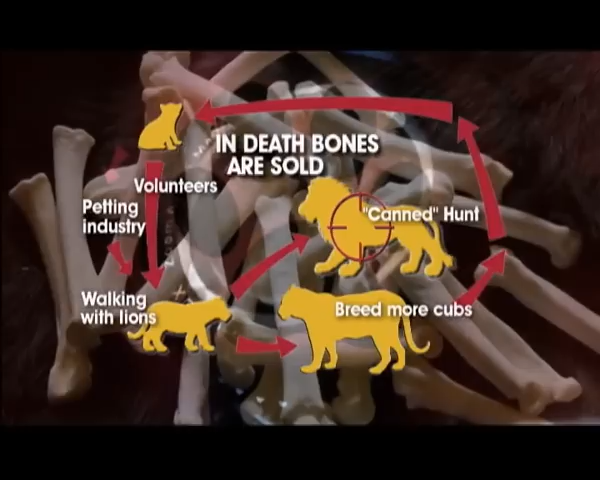 IN DEATH BONES
ARE SOLD
Volunteers
Petting
industry
"Canned" Hunt
Walking
with lions
Breed more cubs